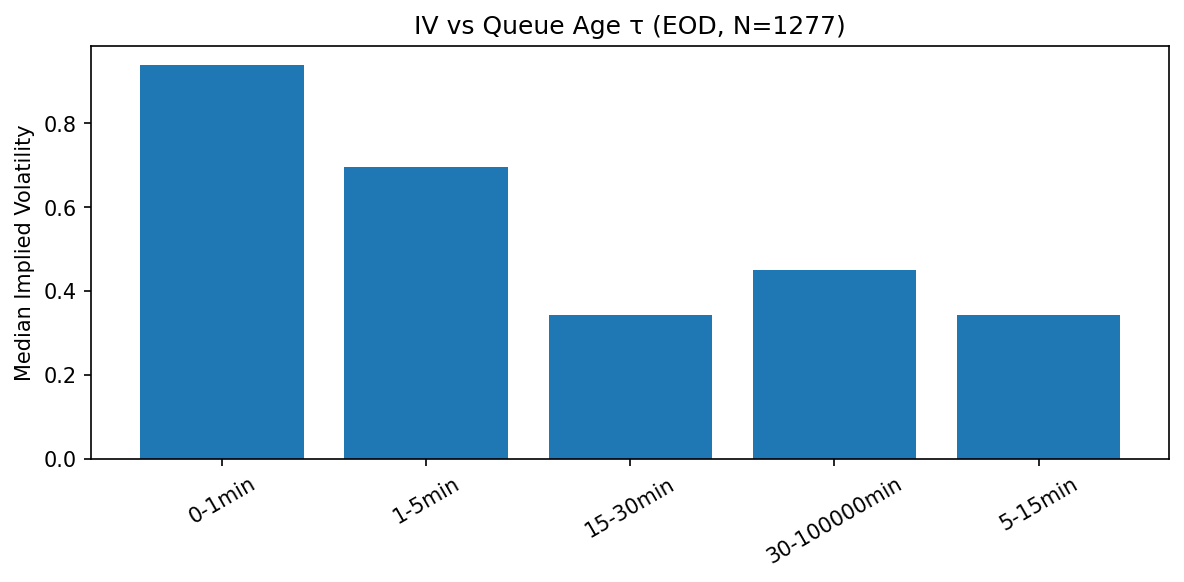 IV vs Queue Age τ (EOD, N=1277)
Median Implied Volatility
0.8
0.6
0.4
0.2
0.0
0-1min
1-5min
15-30min
30-100000min
5-15min